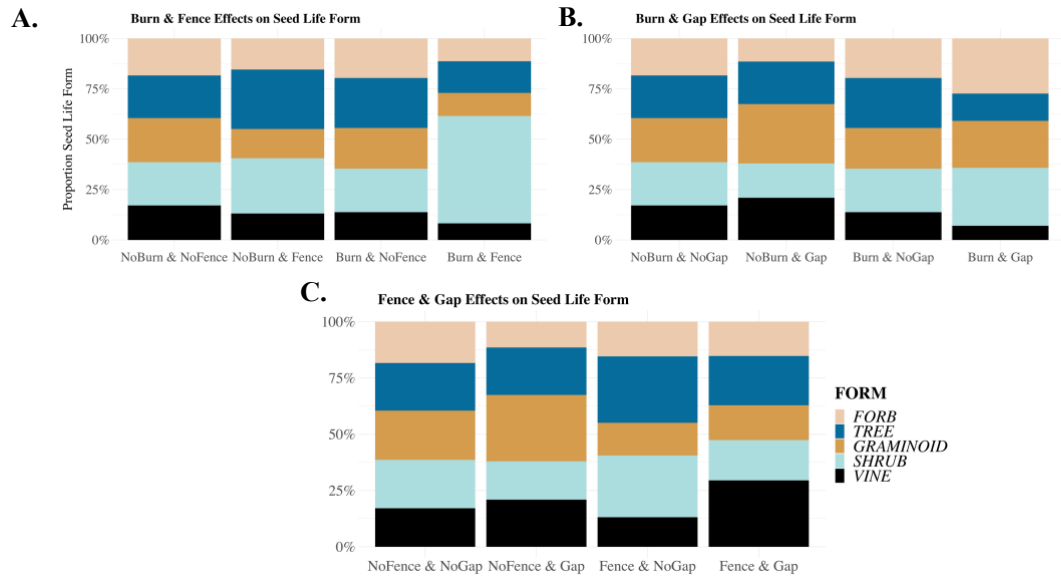 A.
Burn & Fence Effects on Seed Life Form
Proportion Seed Life Form
100%
75%
50%
25%
0%
NoBurn & NoFence
NoBurn & Fence
Burn & NoFence
Burn & Fence
B.
Burn & Gap Effects on Seed Life Form
100%
75%
50%
25%
0%
NoBurn & NoGap
NoBurn & Gap
Burn & NoGap
Burn & Gap
C.
Fence & Gap Effects on Seed Life Form
100%
75%
50%
25%
0%
NoFence & NoGap
NoFence & Gap
Fence & NoGap
Fence & Gap
FORM
FORB
TREE
GRAMINOID
SHRUB
VINE